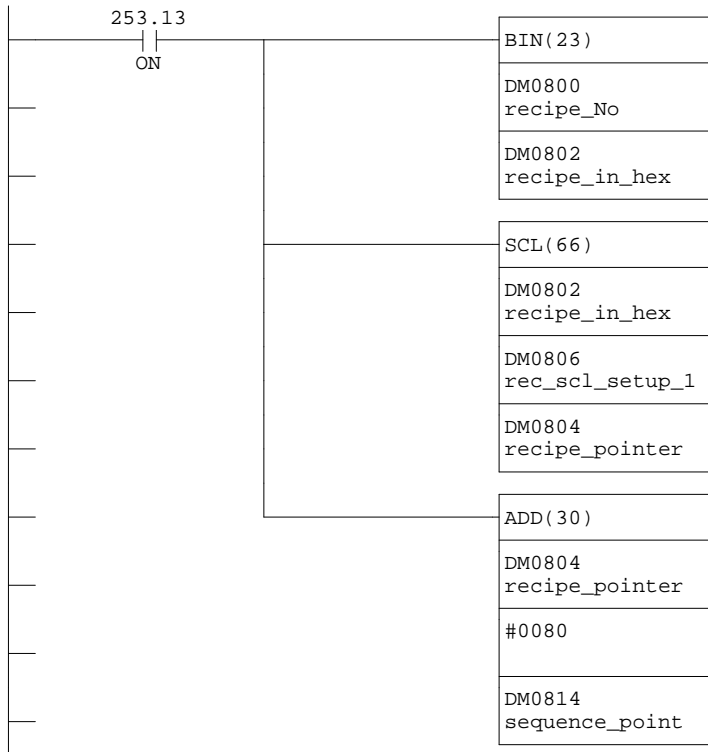 253.13
ON
BIN(23)
DM0800
recipe_No
DM0802
recipe_in_hex
SCL(66)
DM0802
recipe_in_hex
DM0806
rec_scl_setup_1
DM0804
recipe_pointer
ADD(30)
DM0804
recipe_pointer
#0080
DM0814
sequence_point